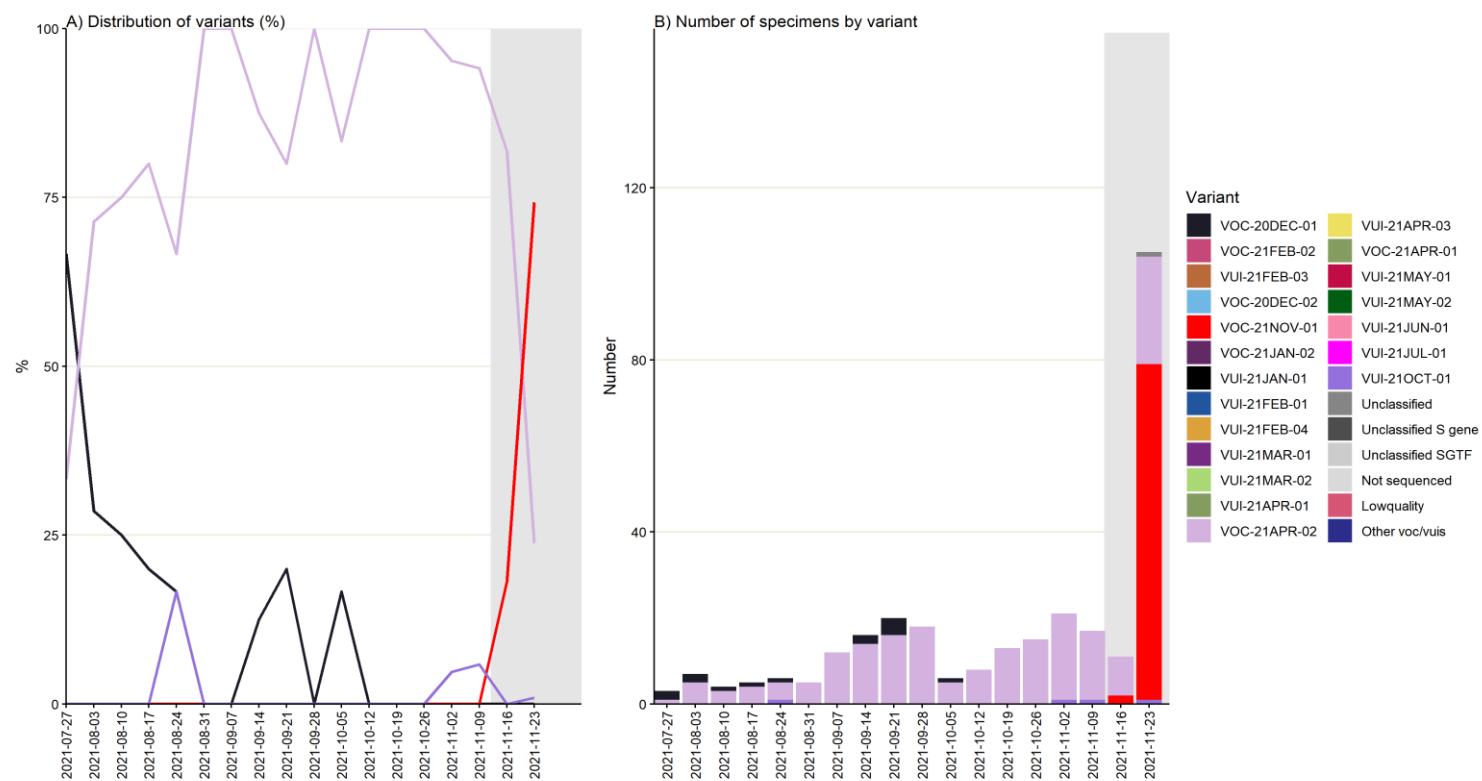 A) Distribution of variants (%)
100
75
50
25
0
%
2021-07-27
2021-08-03
2021-08-10
2021-08-17
2021-08-24
2021-08-31
2021-09-07
2021-09-14
2021-09-21
2021-09-28
2021-10-05
2021-10-12
2021-10-19
2021-10-26
2021-11-02
2021-11-09
2021-11-16
2021-11-23
B) Number of specimens by variant
120
80
40
0
Number
2021-07-27
2021-08-03
2021-08-10
2021-08-17
2021-08-24
2021-08-31
2021-09-07
2021-09-14
2021-09-21
2021-09-28
2021-10-05
2021-10-12
2021-10-19
2021-10-26
2021-11-02
2021-11-09
2021-11-16
2021-11-23
Variant
VOC-20DEC-01
VOC-21FEB-02
VUI-21FEB-03
VOC-20DEC-02
VOC-21NOV-01
VOC-21JAN-02
VUI-21JAN-01
VUI-21FEB-01
VUI-21FEB-04
VUI-21MAR-01
VUI-21MAR-02
VUI-21APR-01
VOC-21APR-02
VUI-21APR-03
VOC-21APR-01
VUI-21MAY-01
VUI-21MAY-02
VUI-21JUN-01
VUI-21JUL-01
VUI-21OCT-01
Unclassified
Unclassified S gene
Unclassified SGTF
Not sequenced
Lowquality
Other voc/vuis